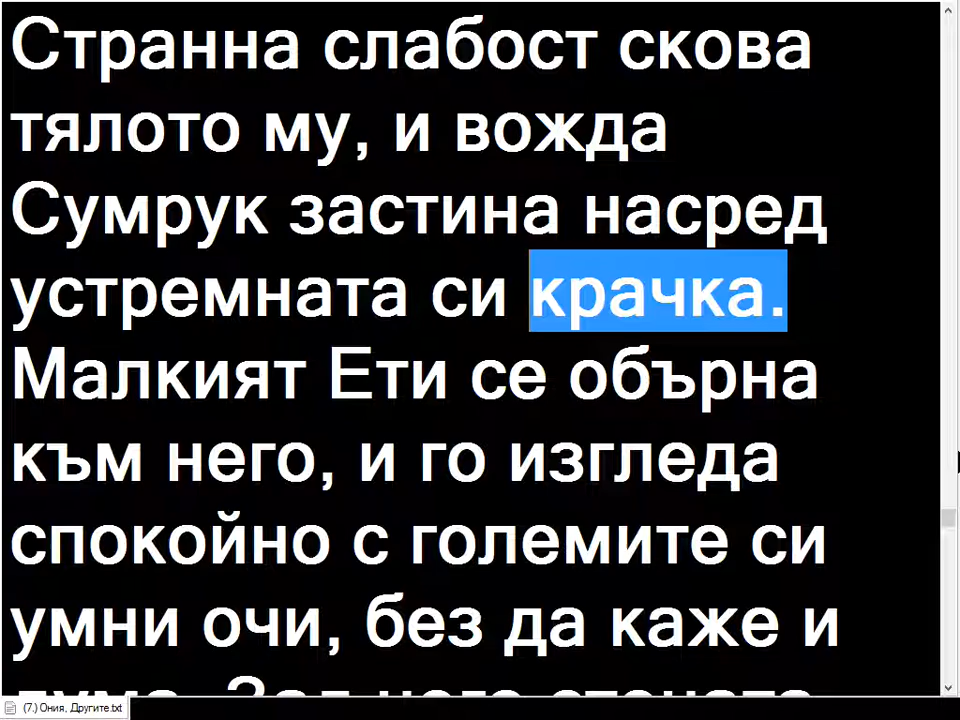 Странна слабост скова
тялото му, и вожда
Сумрук застина насред
устремната си крачка.
Малкият Ети се обърна
към него, и го изгледа
спокойно с големите си
умни очи, без да каже и
(7.) Ония, Другите.txt